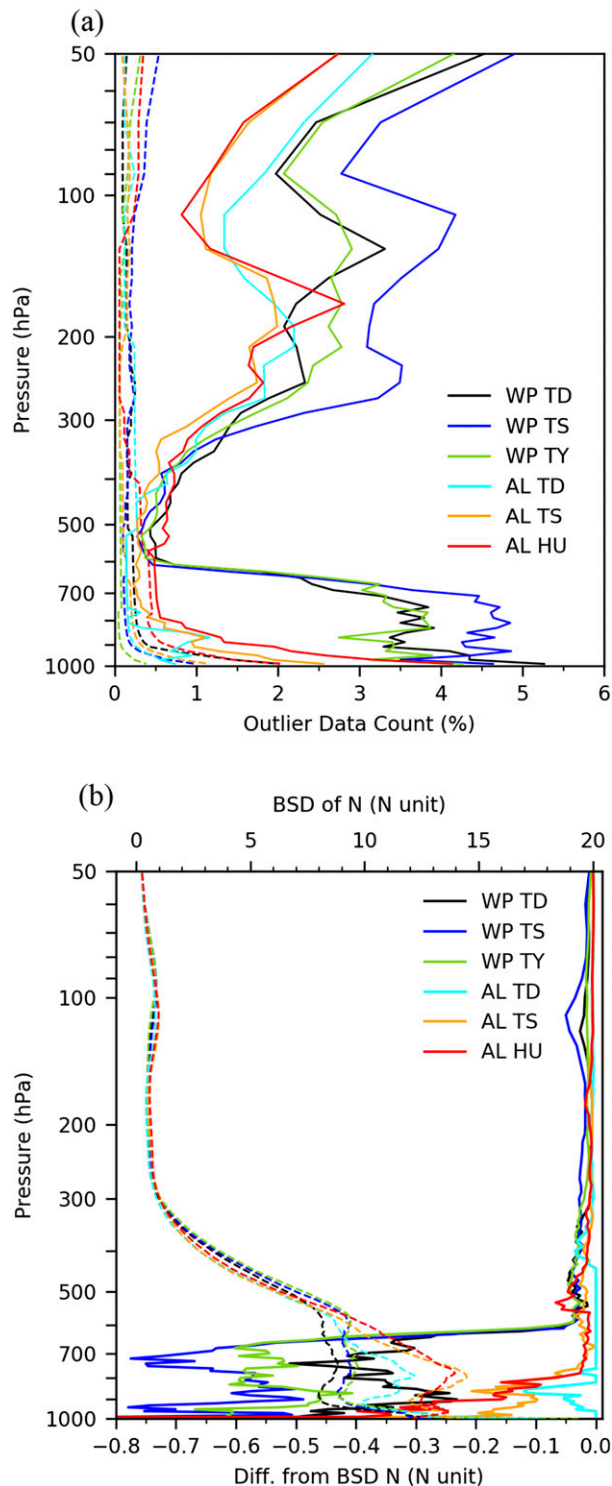 (a)
50
100
200
300
500
700
1000
Pressure (hPa)
WP TD
WP TS
WP TY
AL TD
AL TS
AL HU
0 1 2 3 4 5 6
Outlier Data Count (%)
(b)
BSD of N (N unit)
0 5 10 15 20
50
100
200
300
500
700
1000
Pressure (hPa)
WP TD
WP TS
WP TY
AL TD
AL TS
AL HU
−0.8 −0.7 −0.6 −0.5 −0.4 −0.3 −0.2 −0.1 0.0
Diff. from BSD N (N unit)